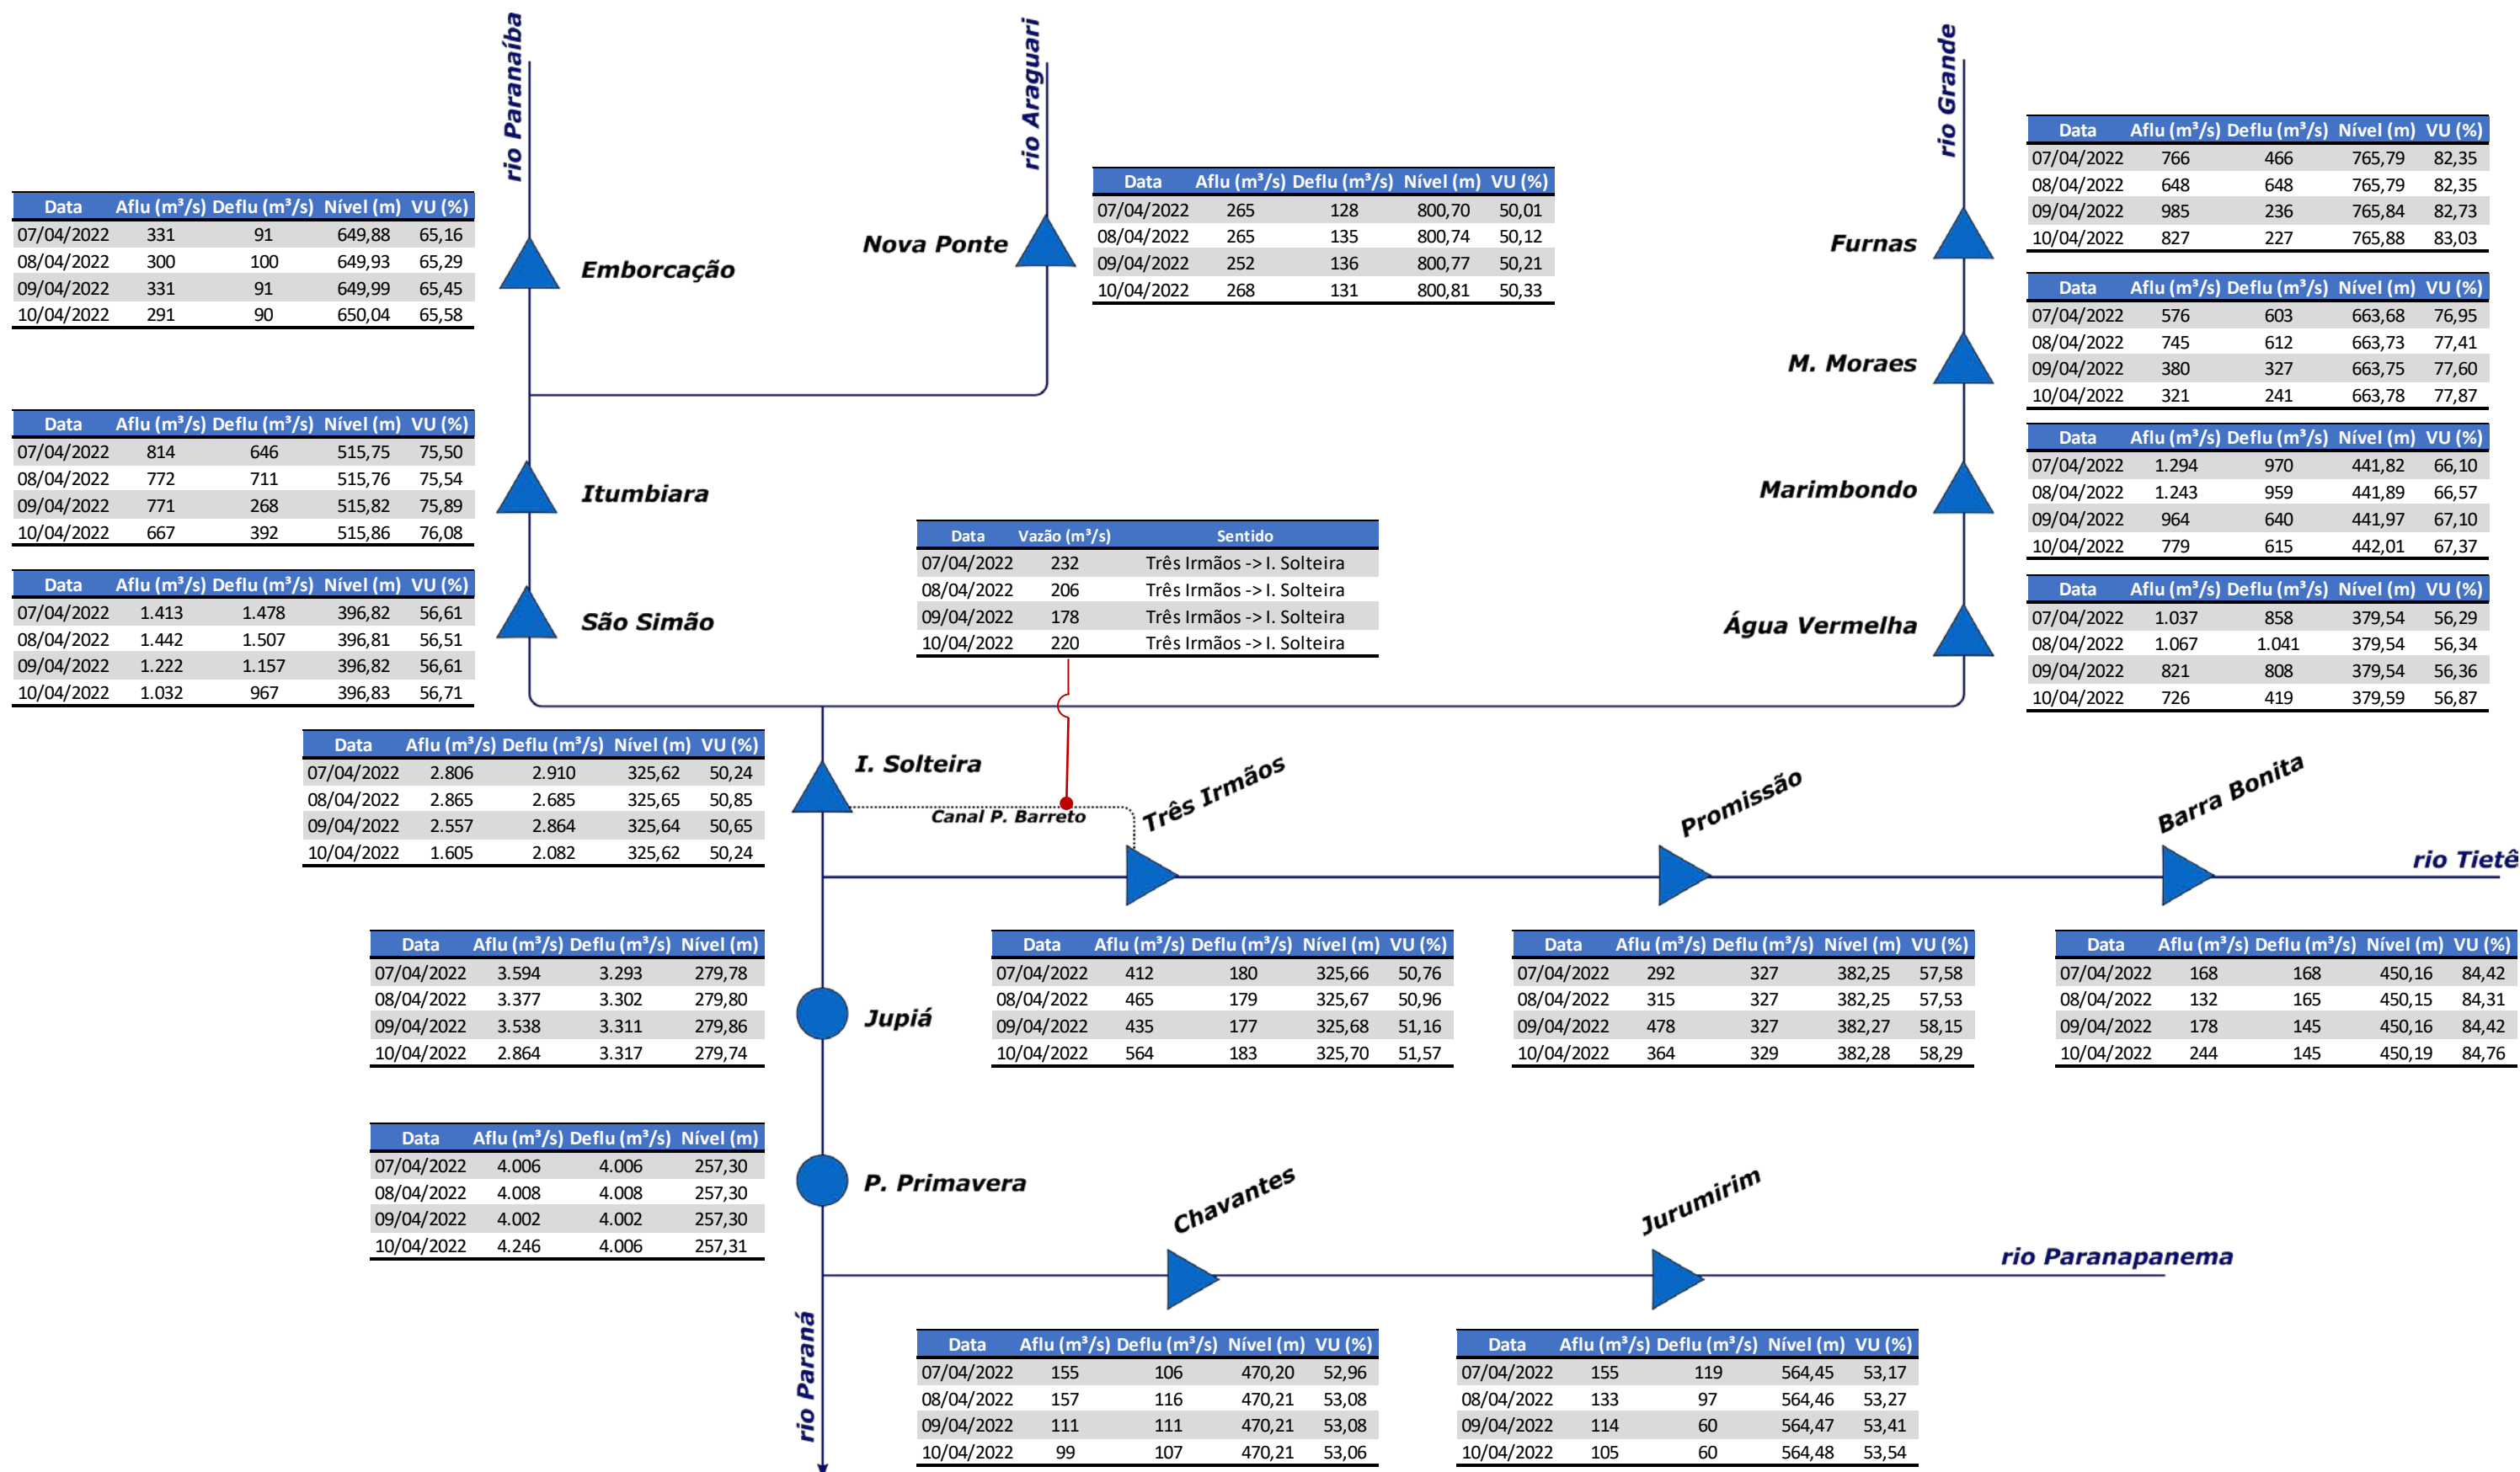 rio Paranaíba
rio Araguari
rio Grande
Data Aflu (m³/s) Deflu (m³/s) Nível (m) VU (%)
07/04/2022 331 91 649,88 65,16
08/04/2022 300 100 649,93 65,29
09/04/2022 331 91 649,99 65,45
10/04/2022 291 90 650,04 65,58
Emborcação
Nova Ponte
Data Aflu (m³/s) Deflu (m³/s) Nível (m) VU (%)
07/04/2022 265 128 800,70 50,01
08/04/2022 265 135 800,74 50,12
09/04/2022 252 136 800,77 50,21
10/04/2022 268 131 800,81 50,33
Furnas
Data Aflu (m³/s) Deflu (m³/s) Nível (m) VU (%)
07/04/2022 766 466 765,79 82,35
08/04/2022 648 648 765,79 82,35
09/04/2022 985 236 765,84 82,73
10/04/2022 827 227 765,88 83,03
M. Moraes
Data Aflu (m³/s) Deflu (m³/s) Nível (m) VU (%)
07/04/2022 576 603 663,68 76,95
08/04/2022 745 612 663,73 77,41
09/04/2022 380 327 663,75 77,60
10/04/2022 321 241 663,78 77,87
Data Aflu (m³/s) Deflu (m³/s) Nível (m) VU (%)
07/04/2022 814 646 515,75 75,50
08/04/2022 772 711 515,76 75,54
09/04/2022 771 268 515,82 75,89
10/04/2022 667 392 515,86 76,08
Itumbiara
Marimbondo
Data Aflu (m³/s) Deflu (m³/s) Nível (m) VU (%)
07/04/2022 1.294 970 441,82 66,10
08/04/2022 1.243 959 441,89 66,57
09/04/2022 964 640 441,97 67,10
10/04/2022 779 615 442,01 67,37
Data Aflu (m³/s) Deflu (m³/s) Nível (m) VU (%)
07/04/2022 1.413 1.478 396,82 56,61
08/04/2022 1.442 1.507 396,81 56,51
09/04/2022 1.222 1.157 396,82 56,61
10/04/2022 1.032 967 396,83 56,71
São Simão
Data Vazão (m³/s) Sentido
07/04/2022 232 Três Irmãos -> I. Solteira
08/04/2022 206 Três Irmãos -> I. Solteira
09/04/2022 178 Três Irmãos -> I. Solteira
10/04/2022 220 Três Irmãos -> I. Solteira
Água Vermelha
Data Aflu (m³/s) Deflu (m³/s) Nível (m) VU (%)
07/04/2022 1.037 858 379,54 56,29
08/04/2022 1.067 1.041 379,54 56,34
09/04/2022 821 808 379,54 56,36
10/04/2022 726 419 379,59 56,87
Data Aflu (m³/s) Deflu (m³/s) Nível (m) VU (%)
07/04/2022 2.806 2.910 325,62 50,24
08/04/2022 2.865 2.685 325,65 50,85
09/04/2022 2.557 2.864 325,64 50,65
10/04/2022 1.605 2.082 325,62 50,24
I. Solteira
Canal P. Barreto
Três Irmãos
Promissão
Barra Bonita
rio Tietê
Data Aflu (m³/s) Deflu (m³/s) Nível (m)
07/04/2022 3.594 3.293 279,78
08/04/2022 3.377 3.302 279,80
09/04/2022 3.538 3.311 279,86
10/04/2022 2.864 3.317 279,74
Jupiá
Data Aflu (m³/s) Deflu (m³/s) Nível (m) VU (%)
07/04/2022 412 180 325,66 50,76
08/04/2022 465 179 325,67 50,96
09/04/2022 435 177 325,68 51,16
10/04/2022 564 183 325,70 51,57
Data Aflu (m³/s) Deflu (m³/s) Nível (m) VU (%)
07/04/2022 292 327 382,25 57,58
08/04/2022 315 327 382,25 57,53
09/04/2022 478 327 382,27 58,15
10/04/2022 364 329 382,28 58,29
Data Aflu (m³/s) Deflu (m³/s) Nível (m) VU (%)
07/04/2022 168 168 450,16 84,42
08/04/2022 132 165 450,15 84,31
09/04/2022 178 145 450,16 84,42
10/04/2022 244 145 450,19 84,76
Data Aflu (m³/s) Deflu (m³/s) Nível (m)
07/04/2022 4.006 4.006 257,30
08/04/2022 4.008 4.008 257,30
09/04/2022 4.002 4.002 257,30
10/04/2022 4.246 4.006 257,31
P. Primavera
Chavantes
Jurumirim
rio Paranapanema
rio Paraná
Data Aflu (m³/s) Deflu (m³/s) Nível (m) VU (%)
07/04/2022 155 106 470,20 52,96
08/04/2022 157 116 470,21 53,08
09/04/2022 111 111 470,21 53,08
10/04/2022 99 107 470,21 53,06
Data Aflu (m³/s) Deflu (m³/s) Nível (m) VU (%)
07/04/2022 155 119 564,45 53,17
08/04/2022 133 97 564,46 53,27
09/04/2022 114 60 564,47 53,41
10/04/2022 105 60 564,48 53,54